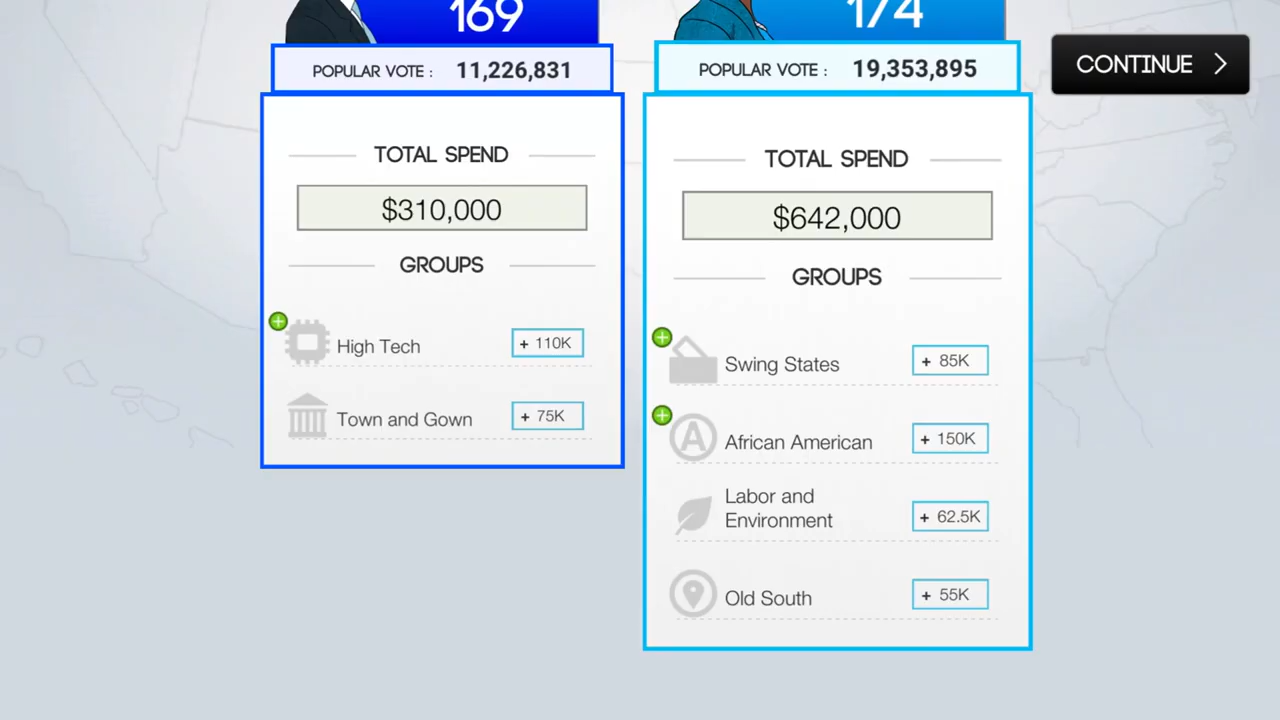 169
POPULAR VOTE : 11,226,831
TOTAL SPEND
$310,000
GROUPS
High Tech + 110K
Town and Gown + 75K
174
POPULAR VOTE : 19,353,895
TOTAL SPEND
$642,000
GROUPS
Swing States + 85K
A African American + 150K
Labor and
Environment + 62.5K
Old South + 55K
CONTINUE